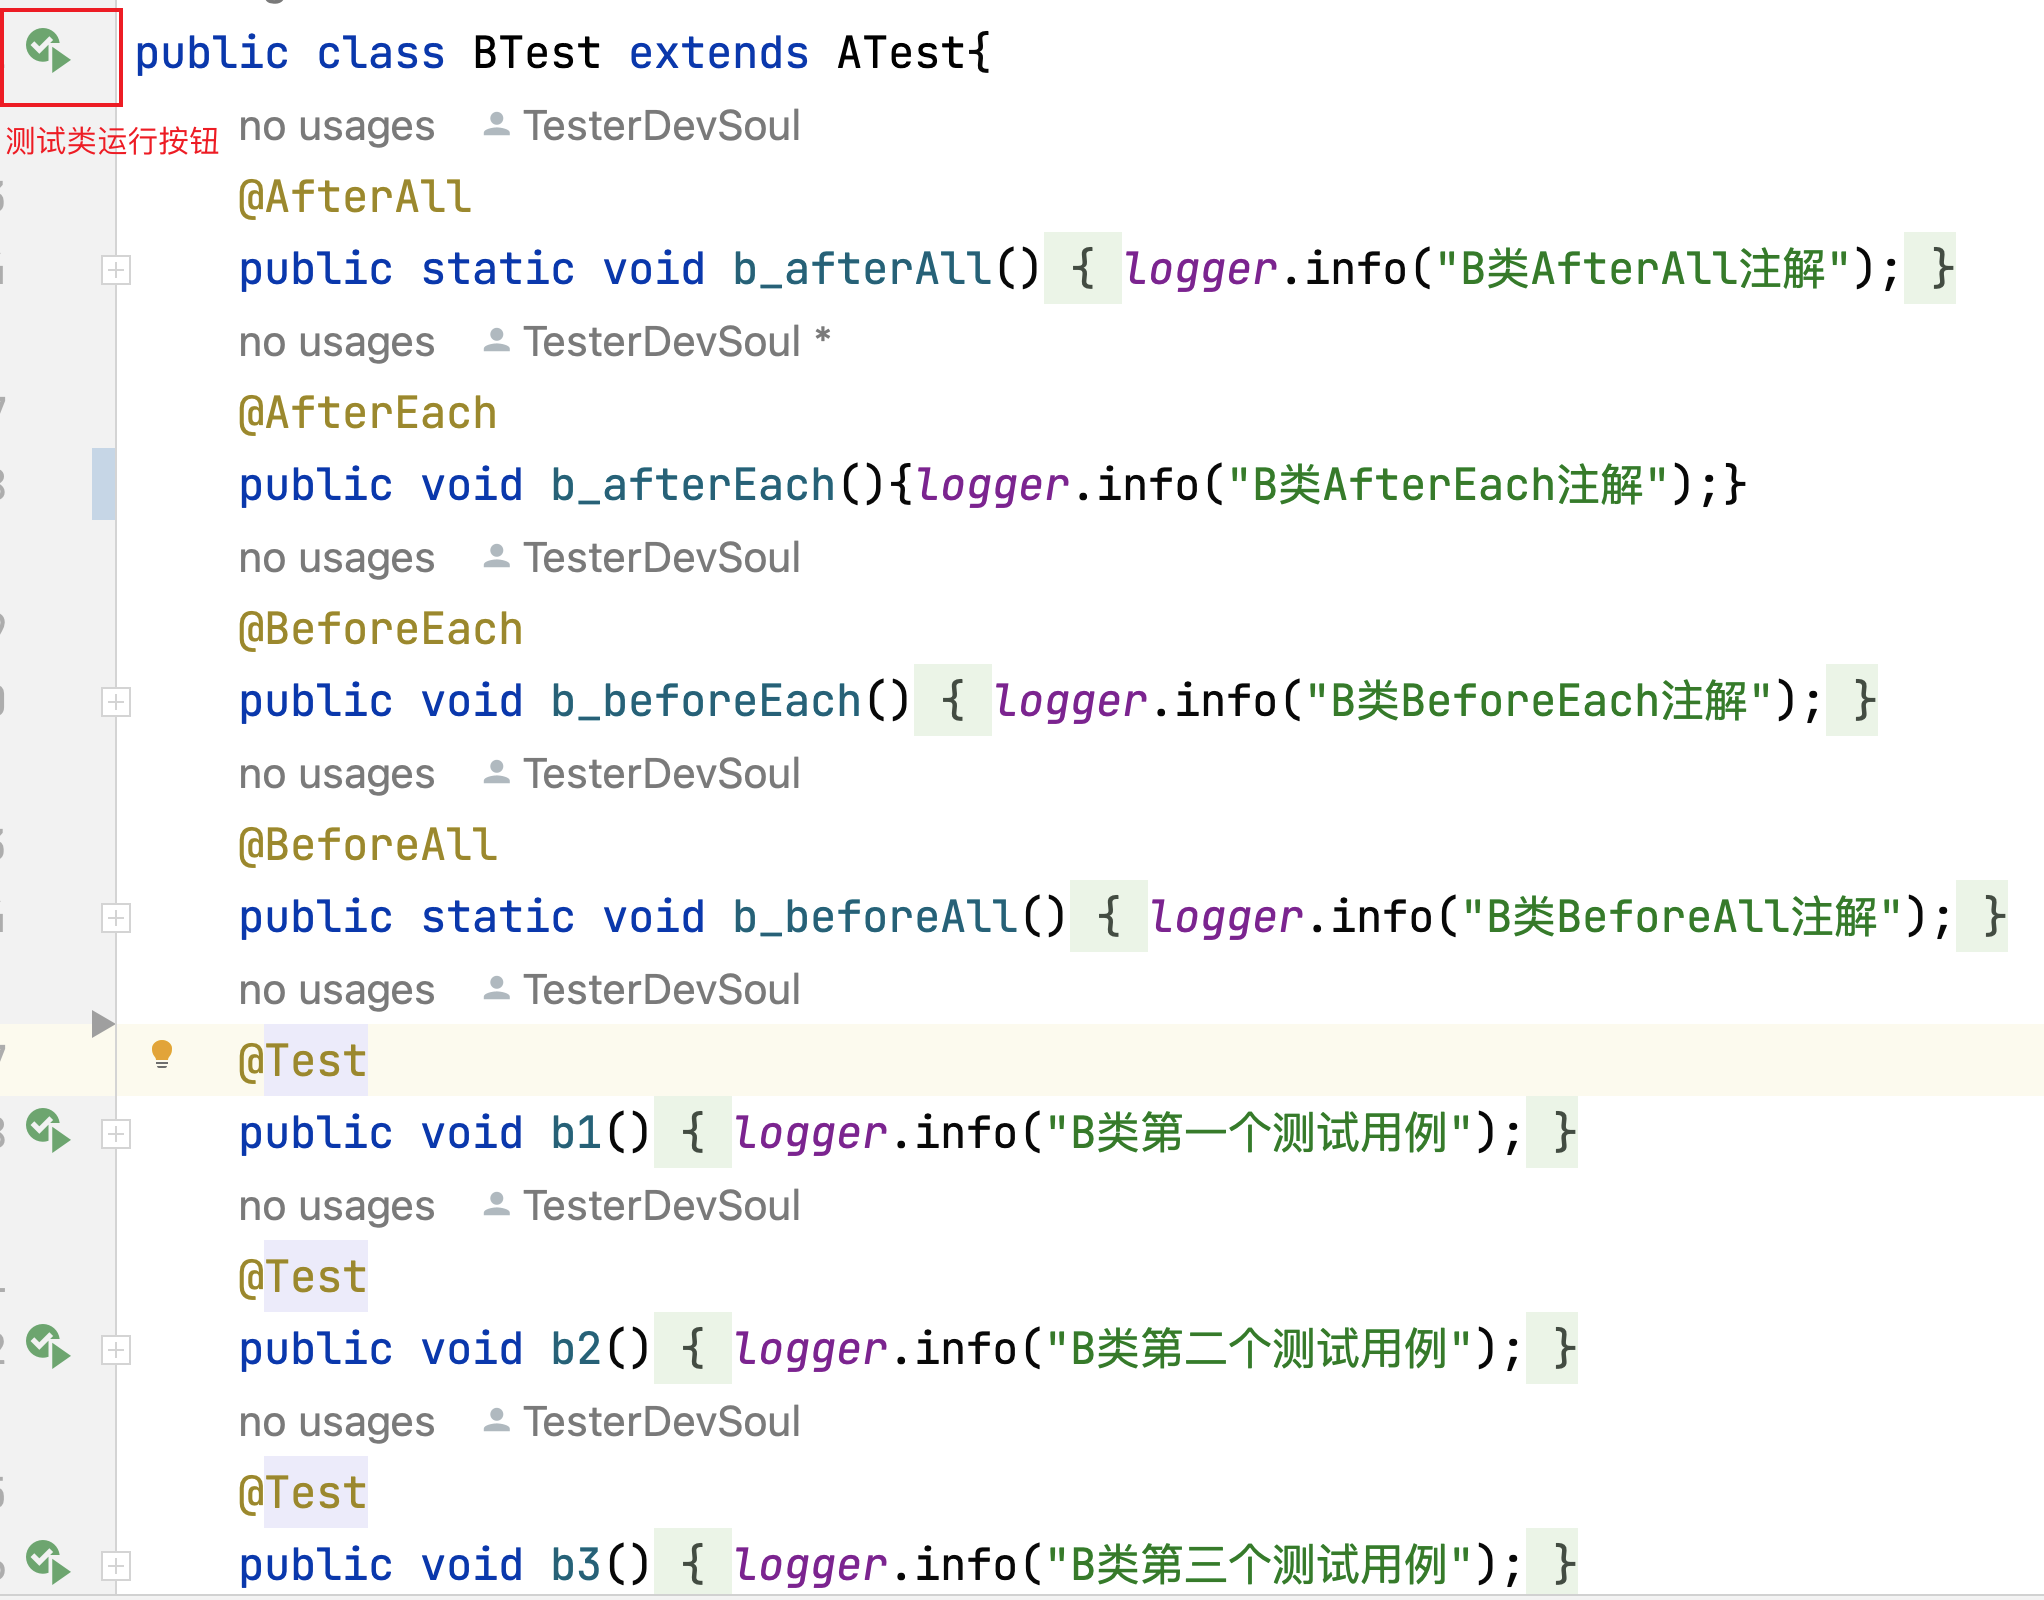 public class BTest extends ATest{
no usages TesterDevSoul
测试类运行按钮
@AfterAll
public static void b_afterAll() { logger.info("B类AfterAll注解"); }
no usages TesterDevSoul *
@AfterEach
public void b_afterEach(){logger.info("B类AfterEach注解");}
no usages TesterDevSoul
@BeforeEach
public void b_beforeEach() { logger.info("B类BeforeEach注解"); }
no usages TesterDevSoul
@BeforeAll
public static void b_beforeAll() { logger.info("B类BeforeAll注解"); }
no usages TesterDevSoul
@Test
public void b1() { logger.info("B类第一个测试用例"); }
no usages TesterDevSoul
@Test
public void b2() { logger.info("B类第二个测试用例"); }
no usages TesterDevSoul
@Test
public void b3() { logger.info("B类第三个测试用例"); }